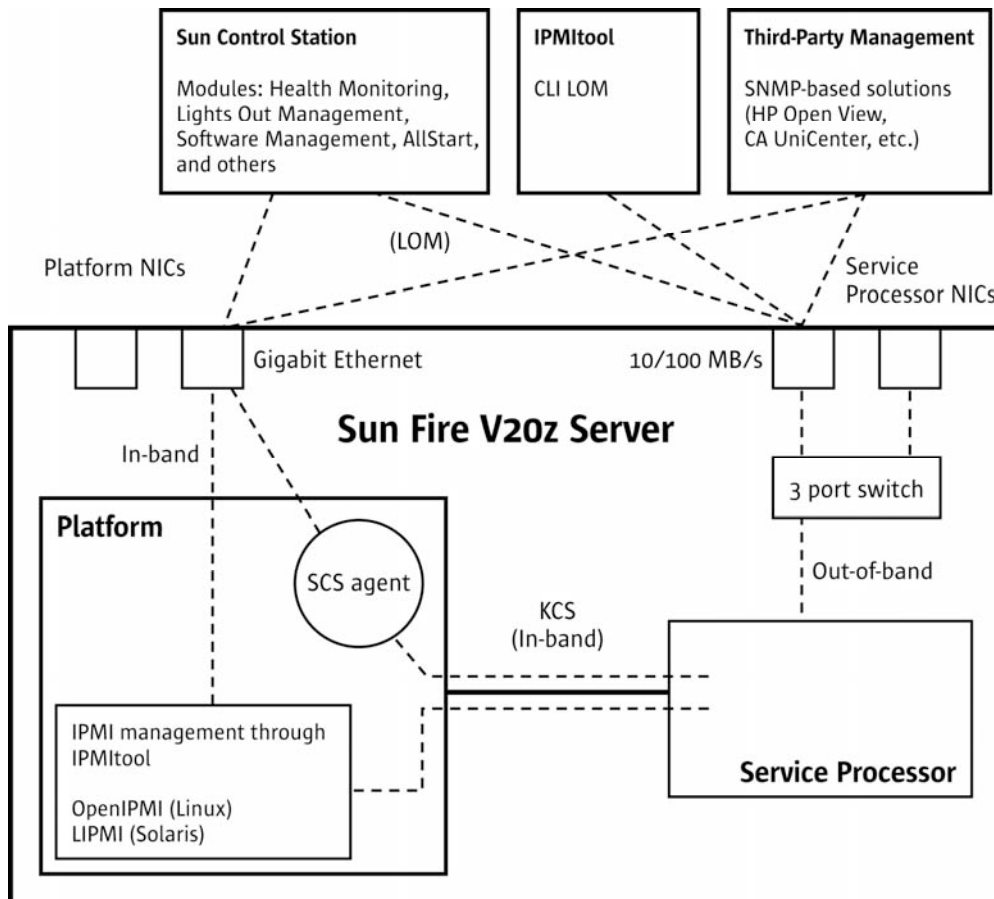 Sun Control Station
Modules: Health Monitoring,
Lights Out Management,
Software Management, AllStart,
and others
IPMItool
CLI LOM
Third-Party Management
SNMP-based solutions
(HP Open View,
CA UniCenter, etc.)
Platform NICs
(LOM)
Service
Processor NICs
Gigabit Ethernet
10/100 MB/s
Sun Fire V20z Server
In-band
3 port switch
Platform
SCS agent
Out-of-band
KCS
(In-band)
IPMI management through
IPMItool
OpenIPMI (Linux)
LIPMI (Solaris)
Service Processor